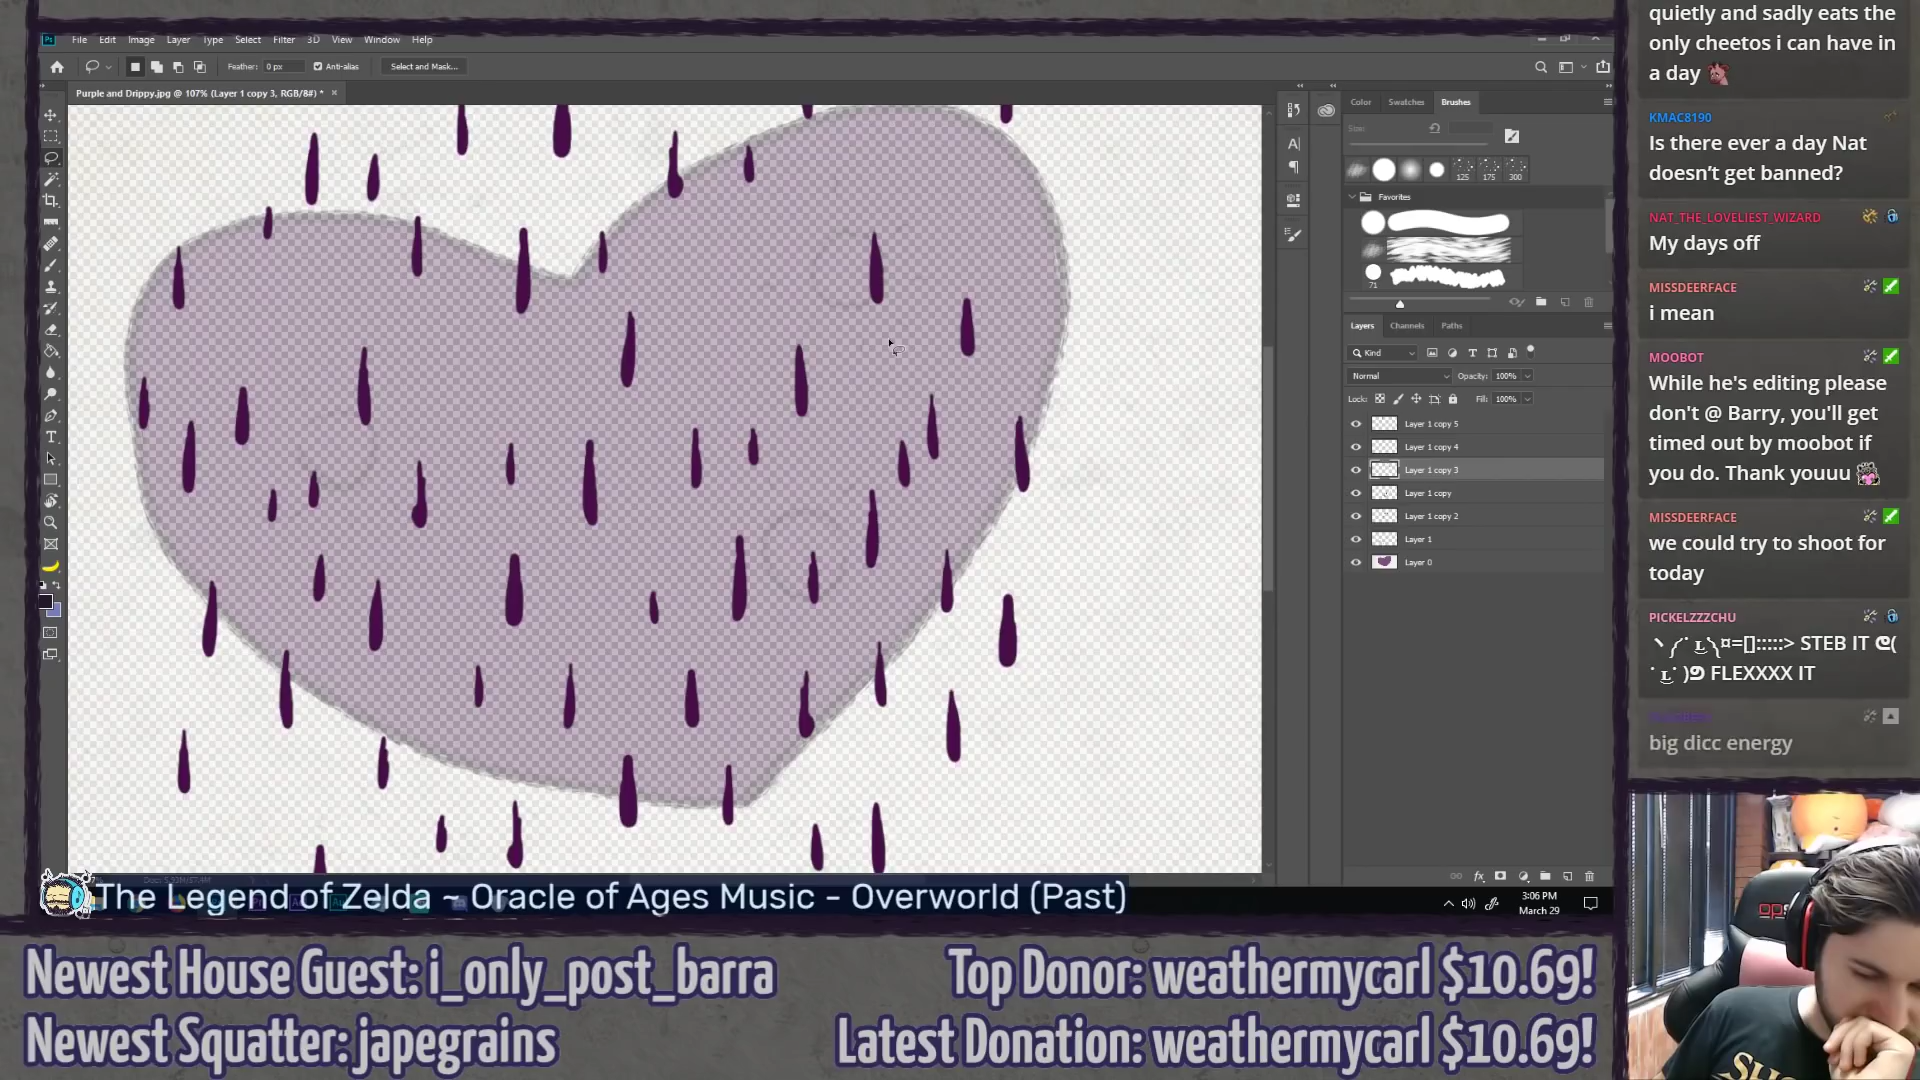 File Edit Image Layer Type Select Filter 3D View Window Help
Feather: 0 px Anti-alias Select and Mask...
Purple and Drippy.jpg @ 107% (Layer 1 copy 3, RGB/8#) *
Color Swatches Brushes
Size:
125 175 300
Favorites
71
Layers Channels Paths
Kind
Normal Opacity: 100%
Lock: Fill: 100%
Layer 1 copy 5
Layer 1 copy 4
Layer 1 copy 3
Layer 1 copy
Layer 1 copy 2
Layer 1
Layer 0
3:06 PM
March 29
The Legend of Zelda ~ Oracle of Ages Music - Overworld (Past)
Newest House Guest: i_only_post_barra
Newest Squatter: japegrains
Top Donor: weathermycarl $10.69!
Latest Donation: weathermycarl $10.69!
quietly and sadly eats the
only cheetos i can have in
a day
KMAC8190
Is there ever a day Nat
doesn't get banned?
NAT_THE_LOVELIEST_WIZARD
My days off
MISSDEERFACE
i mean
MOOBOT
While he's editing please
don't @ Barry, you'll get
timed out by moobot if
you do. Thank youuu
MISSDEERFACE
we could try to shoot for
today
PICKELZZZCHU
STEB IT
FLEXXXX IT
big dicc energy